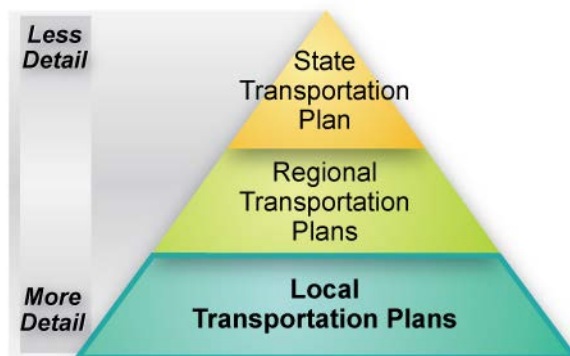 Less
Detail
State
Transportation
Plan
Regional
Transportation
Plans
More
Detail
Local
Transportation Plans